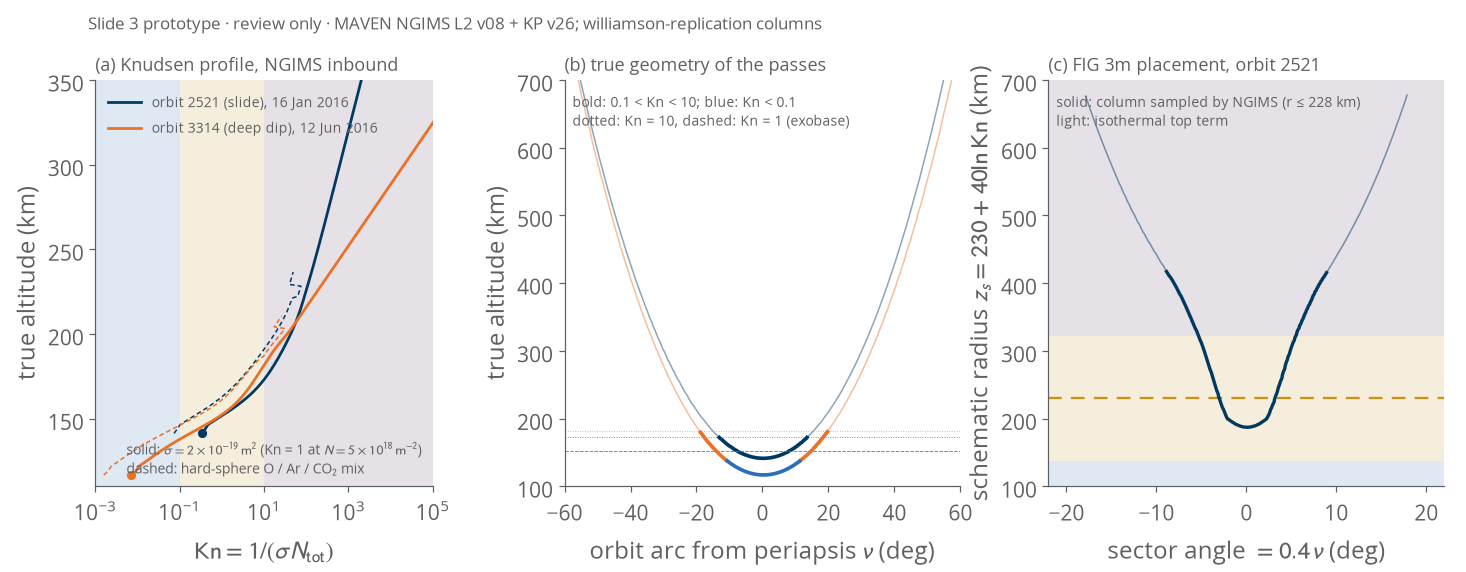 Slide 3 prototype · review only · MAVEN NGIMS L2 v08 + KP v26; williamson-replication columns
(a) Knudsen profile, NGIMS inbound
orbit 2521 (slide), 16 Jan 2016
orbit 3314 (deep dip), 12 Jun 2016
solid: σ = 2 × 10⁻¹⁹ m² (Kn = 1 at N = 5 × 10¹⁸ m⁻²)
dashed: hard-sphere O / Ar / CO₂ mix
350
300
250
200
150
true altitude (km)
10⁻³ 10⁻¹ 10¹ 10³ 10⁵
Kn = 1/(σN_tot)
(b) true geometry of the passes
bold: 0.1 < Kn < 10; blue: Kn < 0.1
dotted: Kn = 10, dashed: Kn = 1 (exobase)
700
600
500
400
300
200
100
true altitude (km)
−60 −40 −20 0 20 40 60
orbit arc from periapsis ν (deg)
(c) FIG 3m placement, orbit 2521
solid: column sampled by NGIMS (r ≤ 228 km)
light: isothermal top term
700
600
500
400
300
200
100
schematic radius z_s = 230 + 40ln Kn (km)
−20 −10 0 10 20
sector angle = 0.4 ν (deg)